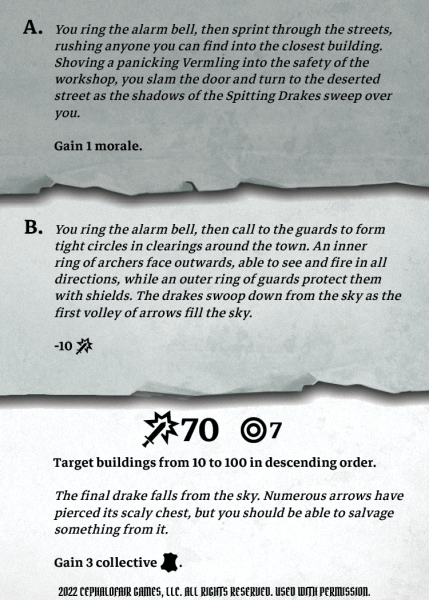 A. You ring the alarm bell, then sprint through the streets,
rushing anyone you can find into the closest building.
Shoving a panicking Vermling into the safety of the
workshop, you slam the door and turn to the deserted
street as the shadows of the Spitting Drakes sweep over
you.
Gain 1 morale.
B. You ring the alarm bell, then call to the guards to form
tight circles in clearings around the town. An inner
ring of archers face outwards, able to see and fire in all
directions, while an outer ring of guards protect them
with shields. The drakes swoop down from the sky as the
first volley of arrows fill the sky.
-10
70 7
Target buildings from 10 to 100 in descending order.
The final drake falls from the sky. Numerous arrows have
pierced its scaly chest, but you should be able to salvage
something from it.
Gain 3 collective .
2022 CEPHALOFAIR GAMES, LLC. ALL RIGHTS RESERVED. USED WITH PERMISSION.